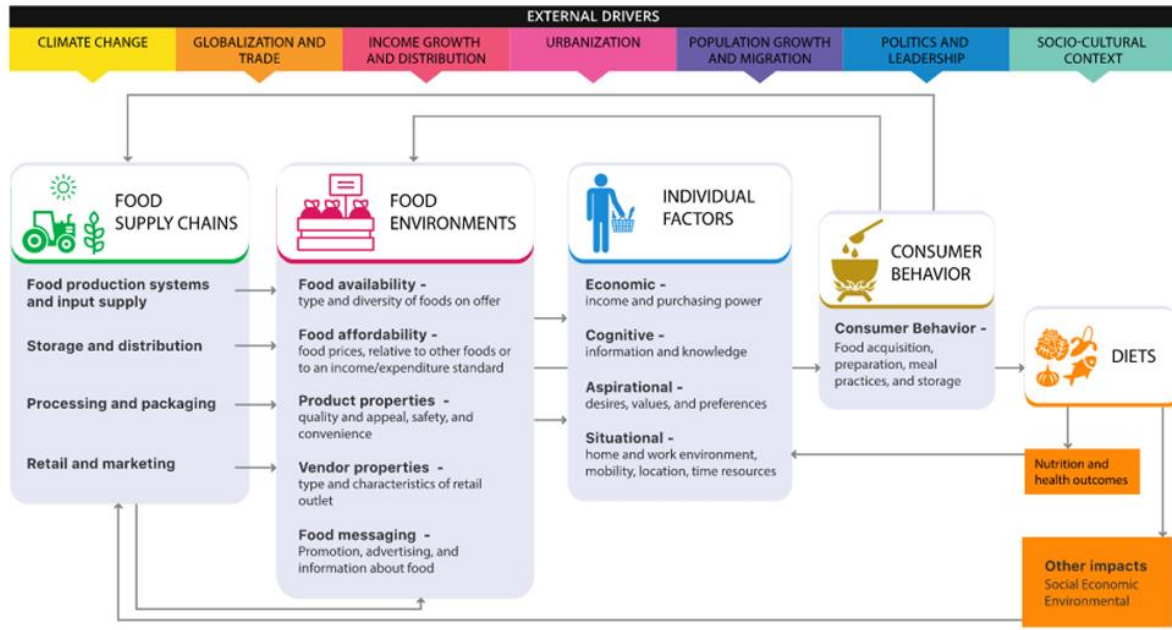 EXTERNAL DRIVERS
CLIMATE CHANGE
GLOBALIZATION AND
TRADE
INCOME GROWTH
AND DISTRIBUTION
URBANIZATION
POPULATION GROWTH
AND MIGRATION
POLITICS AND
LEADERSHIP
SOCIO-CULTURAL
CONTEXT
FOOD
SUPPLY CHAINS
Food production systems
and input supply
Storage and distribution
Processing and packaging
Retail and marketing
FOOD
ENVIRONMENTS
Food availability -
type and diversity of foods on offer
Food affordability -
food prices, relative to other foods or
to an income/expenditure standard
Product properties -
quality and appeal, safety, and
convenience
Vendor properties -
type and characteristics of retail
outlet
Food messaging -
Promotion, advertising, and
information about food
INDIVIDUAL
FACTORS
Economic -
income and purchasing power
Cognitive -
information and knowledge
Aspirational -
desires, values, and preferences
Situational -
home and work environment,
mobility, location, time resources
CONSUMER
BEHAVIOR
Consumer Behavior -
Food acquisition,
preparation, meal
practices, and storage
DIETS
Nutrition and
health outcomes
Other impacts
Social Economic
Environmental